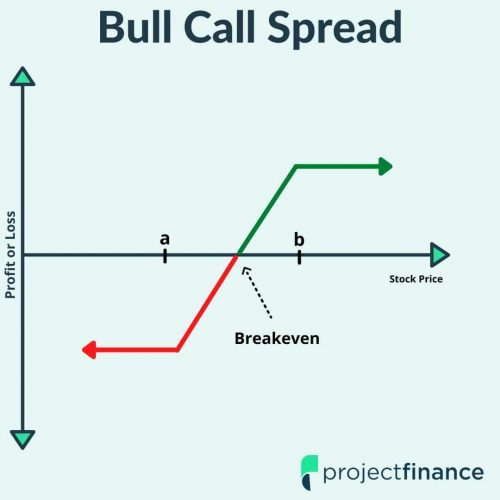 Bull Call Spread
Profit or Loss
a
b
Stock Price
Breakeven
projectfinance